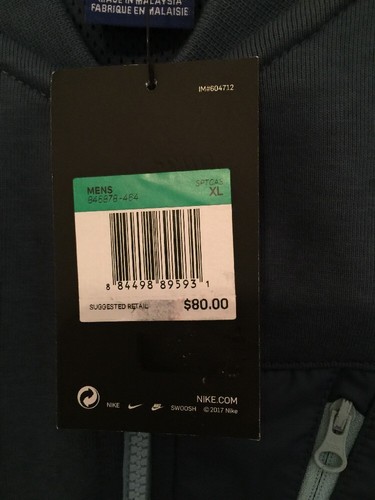 MADE IN MALAYSIA
FABRIQUE EN MALAISIE
IM#604712
MENS
SPTCAS
XL
8 84498 89593 1
SUGGESTED RETAIL
$80.00
NIKE.COM
NIKE
SWOOSH
© 2017 Nike